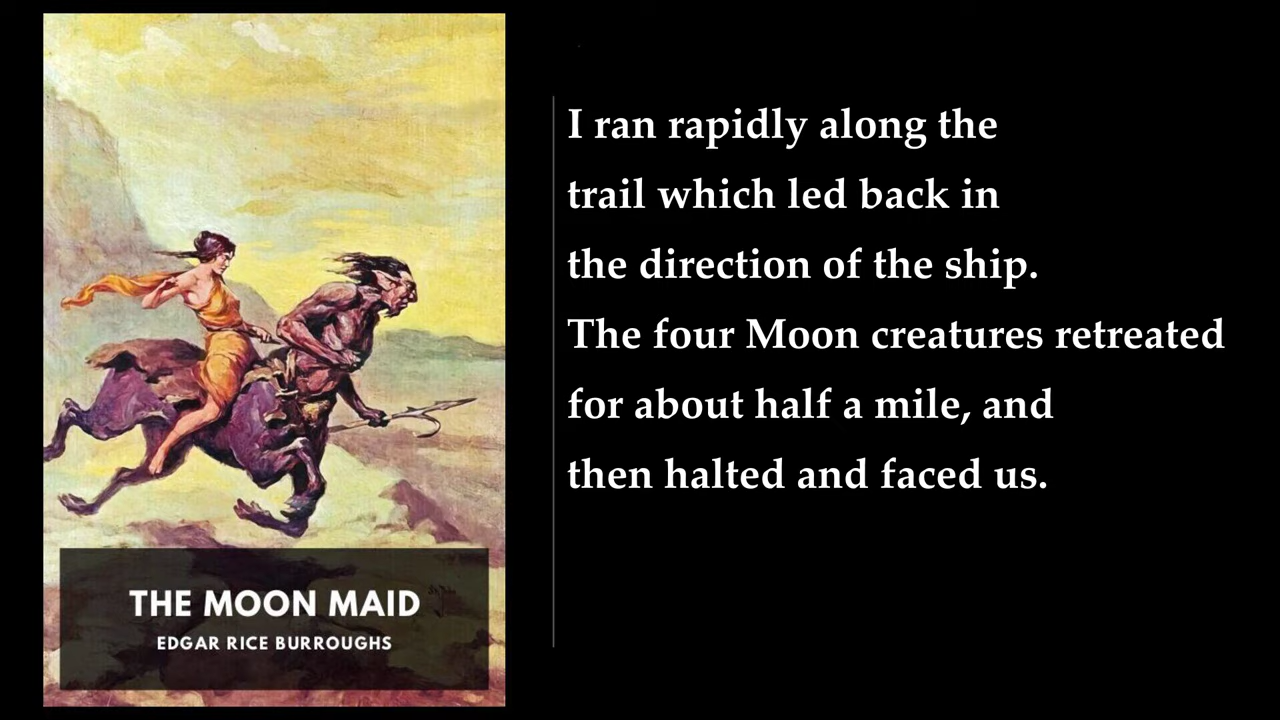 THE MOON MAID
EDGAR RICE BURROUGHS
I ran rapidly along the
trail which led back in
the direction of the ship.
The four Moon creatures retreated
for about half a mile, and
then halted and faced us.